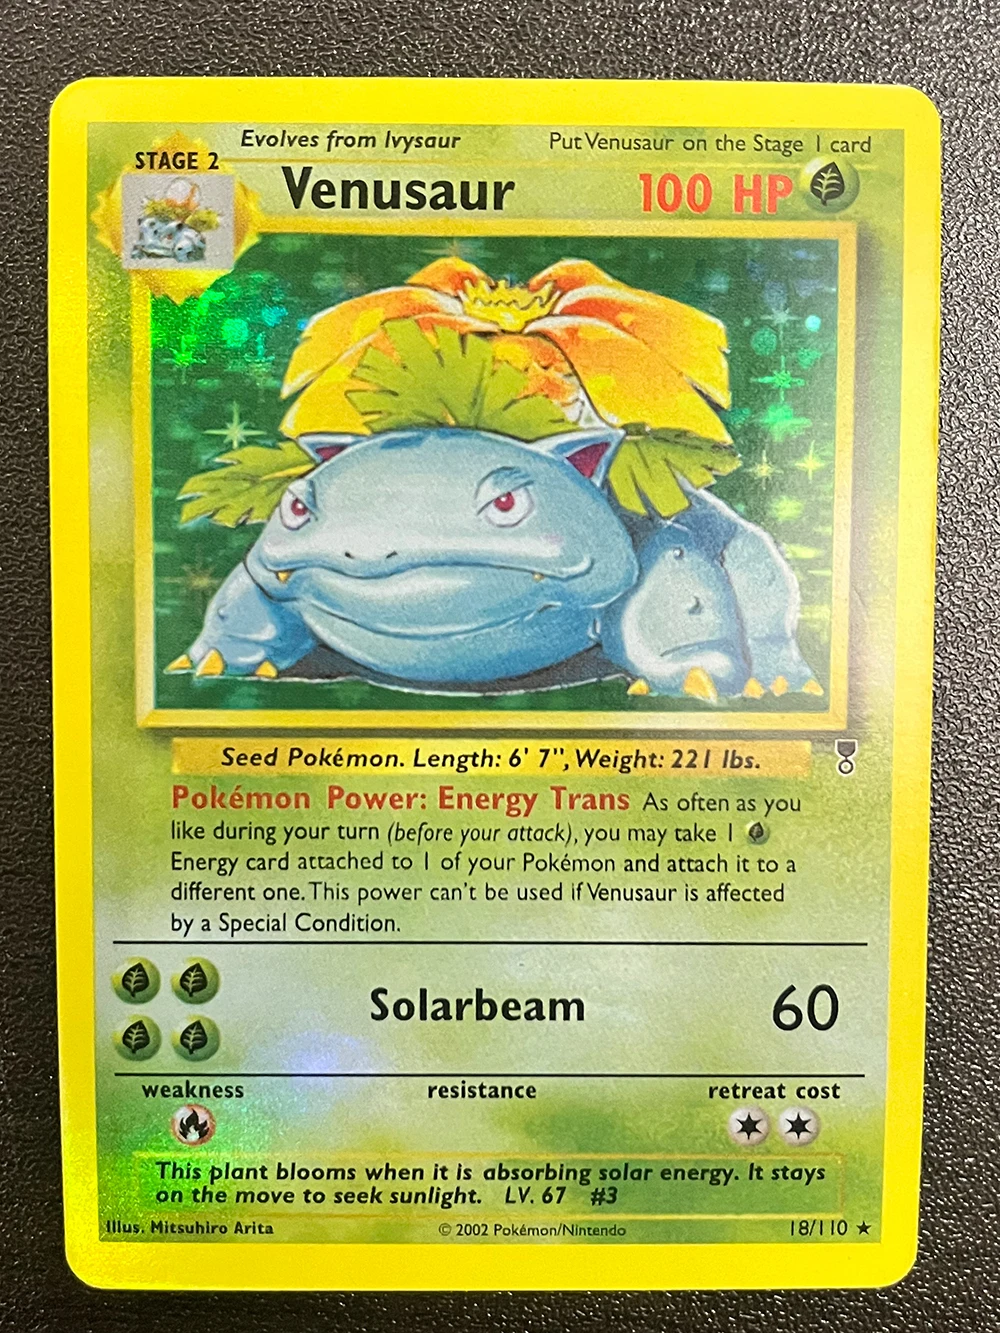 Evolves from Ivysaur
Put Venusaur on the Stage 1 card
STAGE 2
Venusaur
100 HP
Seed Pokémon. Length: 6' 7", Weight: 221 lbs.
Pokémon Power: Energy Trans As often as you
like during your turn (before your attack), you may take 1
Energy card attached to 1 of your Pokémon and attach it to a
different one. This power can't be used if Venusaur is affected
by a Special Condition.
Solarbeam
60
weakness
resistance
retreat cost
This plant blooms when it is absorbing solar energy. It stays
on the move to seek sunlight. LV. 67 #3
Illus. Mitsuhiro Arita
© 2002 Pokémon/Nintendo
18/110 ★